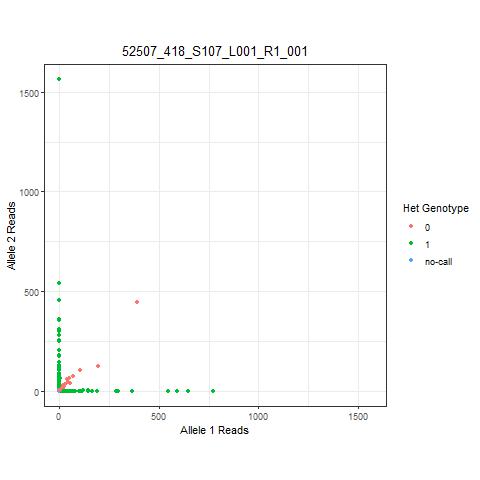 52507_418_S107_L001_R1_001
1500
1000
500
0
Allele 2 Reads
0 500 1000 1500
Allele 1 Reads
Het Genotype
0
1
no-call